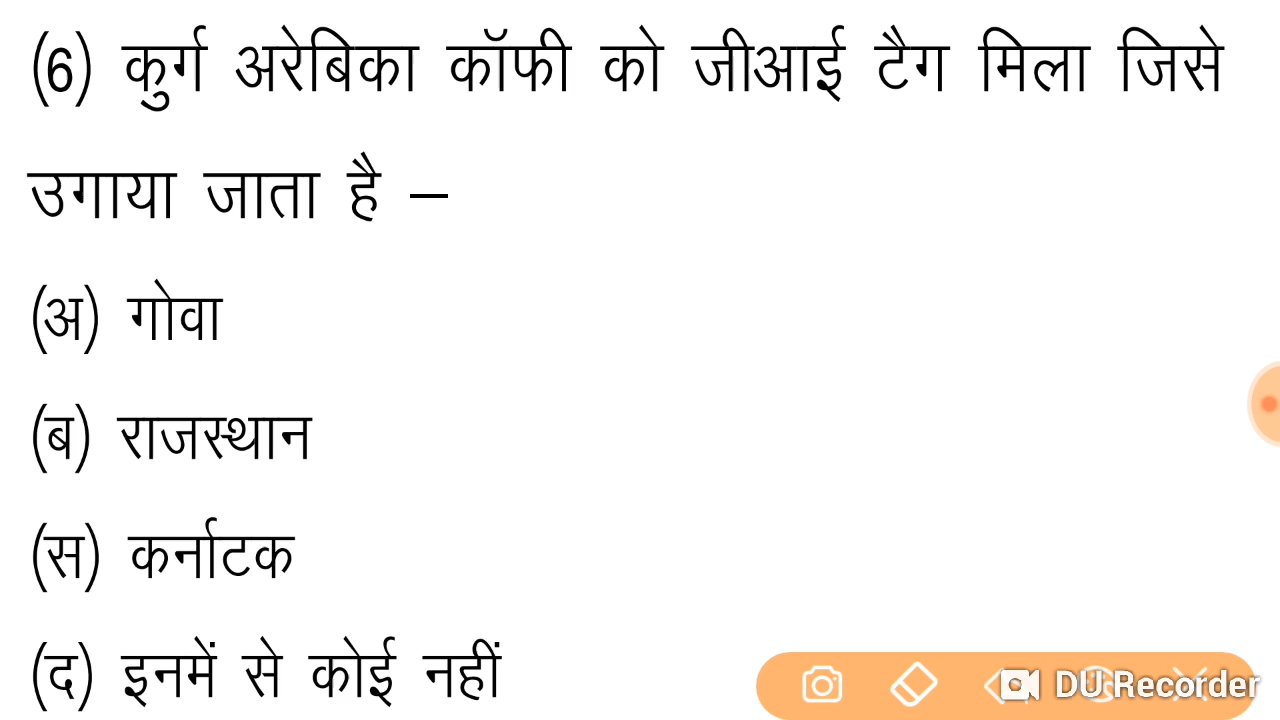 (6) कुर्ग अरेबिका कॉफी को जीआई टैग मिला जिसे
उगाया जाता है –
(अ) गोवा
(ब) राजस्थान
(स) कर्नाटक
(द) इनमें से कोई नहीं
DU Recorder